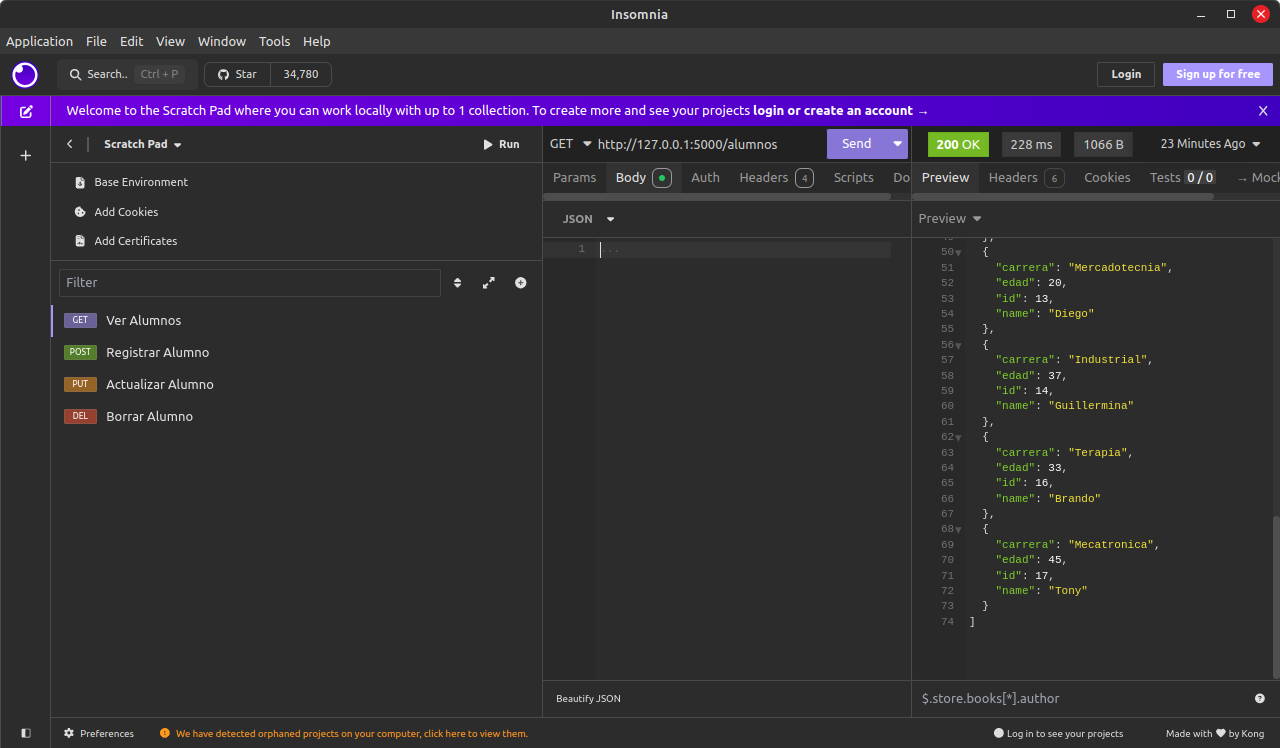 Insomnia
Application File Edit View Window Tools Help
Search.. Ctrl + P Star 34,780 Login Sign up for free
Welcome to the Scratch Pad where you can work locally with up to 1 collection. To create more and see your projects login or create an account →
Scratch Pad Run
Base Environment
Add Cookies
Add Certificates
Filter
GET Ver Alumnos
POST Registrar Alumno
PUT Actualizar Alumno
DEL Borrar Alumno
GET http://127.0.0.1:5000/alumnos Send
Params Body Auth Headers 4 Scripts Do
JSON
1 ...
Beautify JSON
200 OK 228 ms 1066 B 23 Minutes Ago
Preview Headers 6 Cookies Tests 0 / 0 → Mock
Preview
},
50 {
51 "carrera": "Mercadotecnia",
52 "edad": 20,
53 "id": 13,
54 "name": "Diego"
55 },
56 {
57 "carrera": "Industrial",
58 "edad": 37,
59 "id": 14,
60 "name": "Guillermina"
61 },
62 {
63 "carrera": "Terapia",
64 "edad": 33,
65 "id": 16,
66 "name": "Brando"
67 },
68 {
69 "carrera": "Mecatronica",
70 "edad": 45,
71 "id": 17,
72 "name": "Tony"
73 }
74 ]
$.store.books[*].author
Preferences We have detected orphaned projects on your computer, click here to view them. Log in to see your projects Made with ♥ by Kong